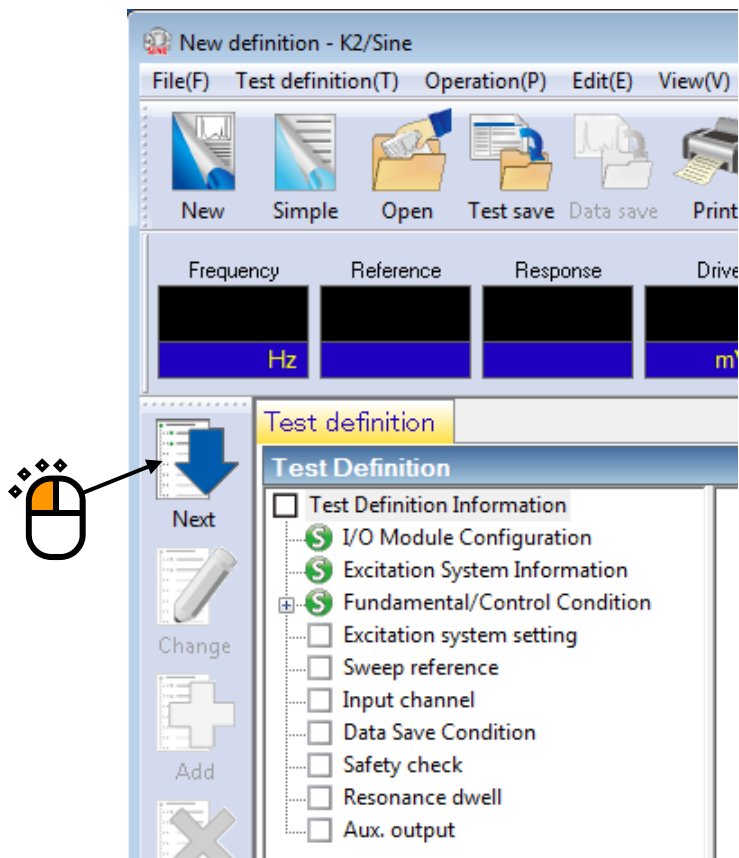 New definition - K2/Sine
File(F) Test definition(T) Operation(P) Edit(E) View(V)
New Simple Open Test save Data save Print
Frequency Reference Response Drive
Hz
Test definition
Test Definition
Next
Test Definition Information
S I/O Module Configuration
S Excitation System Information
S Fundamental/Control Condition
Change
Excitation system setting
Sweep reference
Input channel
Data Save Condition
Add
Safety check
Resonance dwell
Aux. output